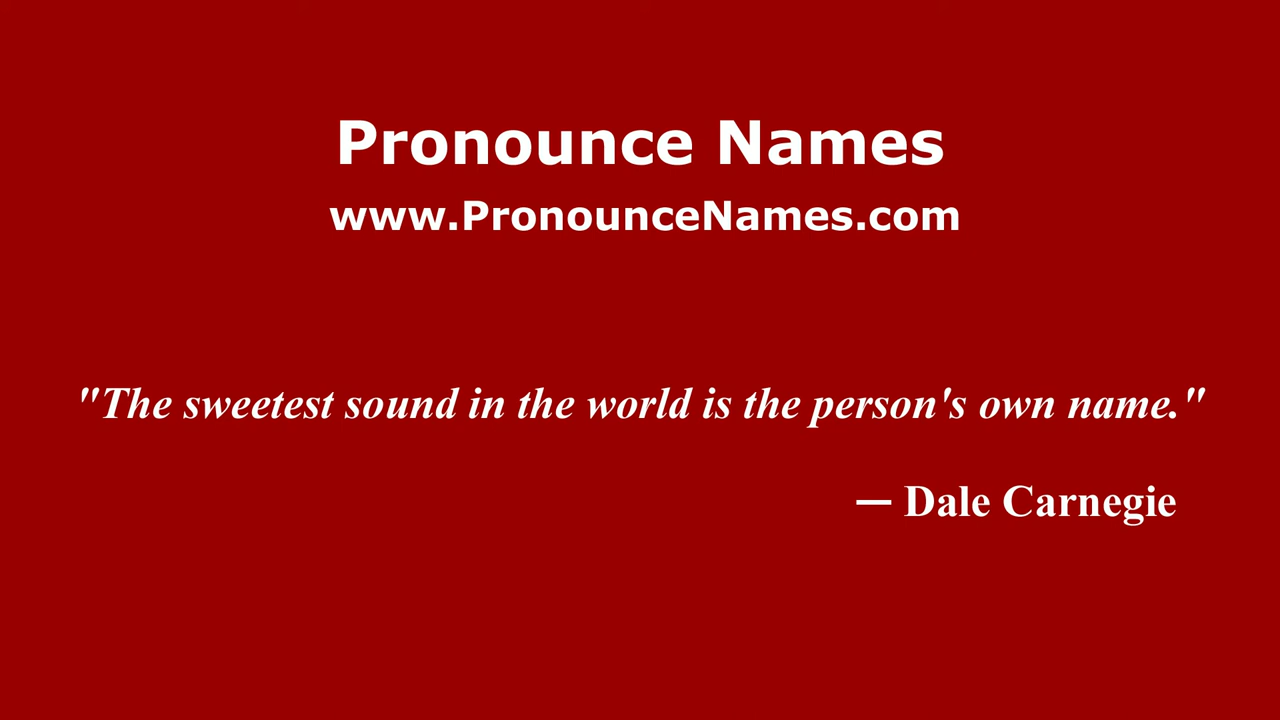 Pronounce Names
www.PronounceNames.com
"The sweetest sound in the world is the person's own name."
— Dale Carnegie